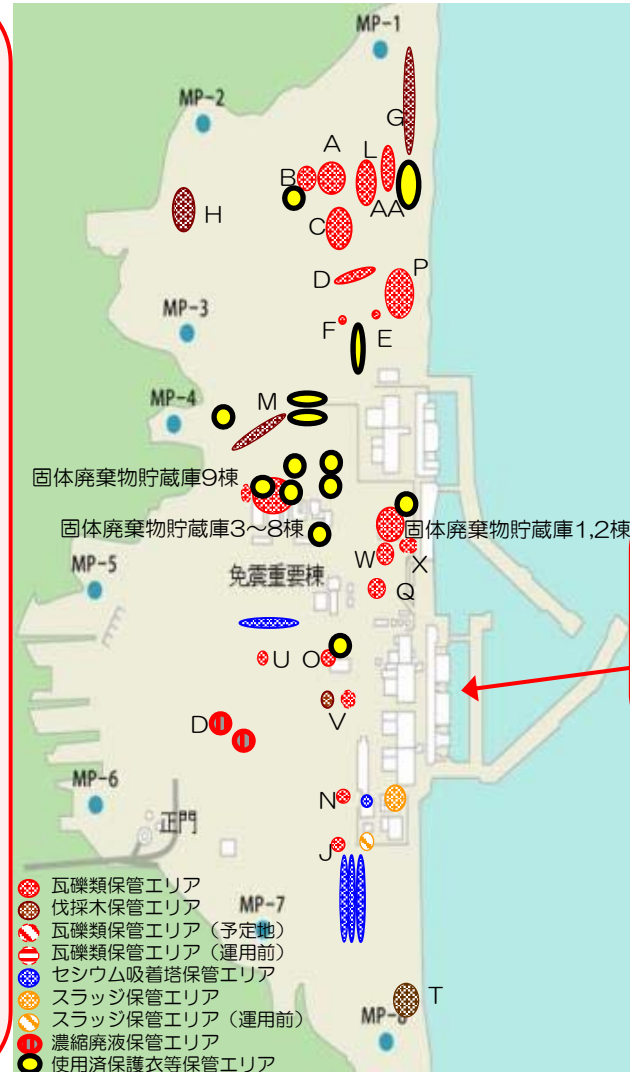 MP-1
MP-2
G
A
L
B
AA
H
C
D
P
MP-3
F
E
MP-4
M
固体廃棄物貯蔵庫9棟
固体廃棄物貯蔵庫3～8棟
固体廃棄物貯蔵庫1,2棟
W
X
MP-5
免震重要棟
Q
U
O
V
D
MP-6
N
正門
J
瓦礫類保管エリア
伐採木保管エリア
MP-7
瓦礫類保管エリア（予定地）
瓦礫類保管エリア（運用前）
セシウム吸着塔保管エリア
スラッジ保管エリア
T
スラッジ保管エリア（運用前）
MP-8
濃縮廃液保管エリア
使用済保護衣等保管エリア